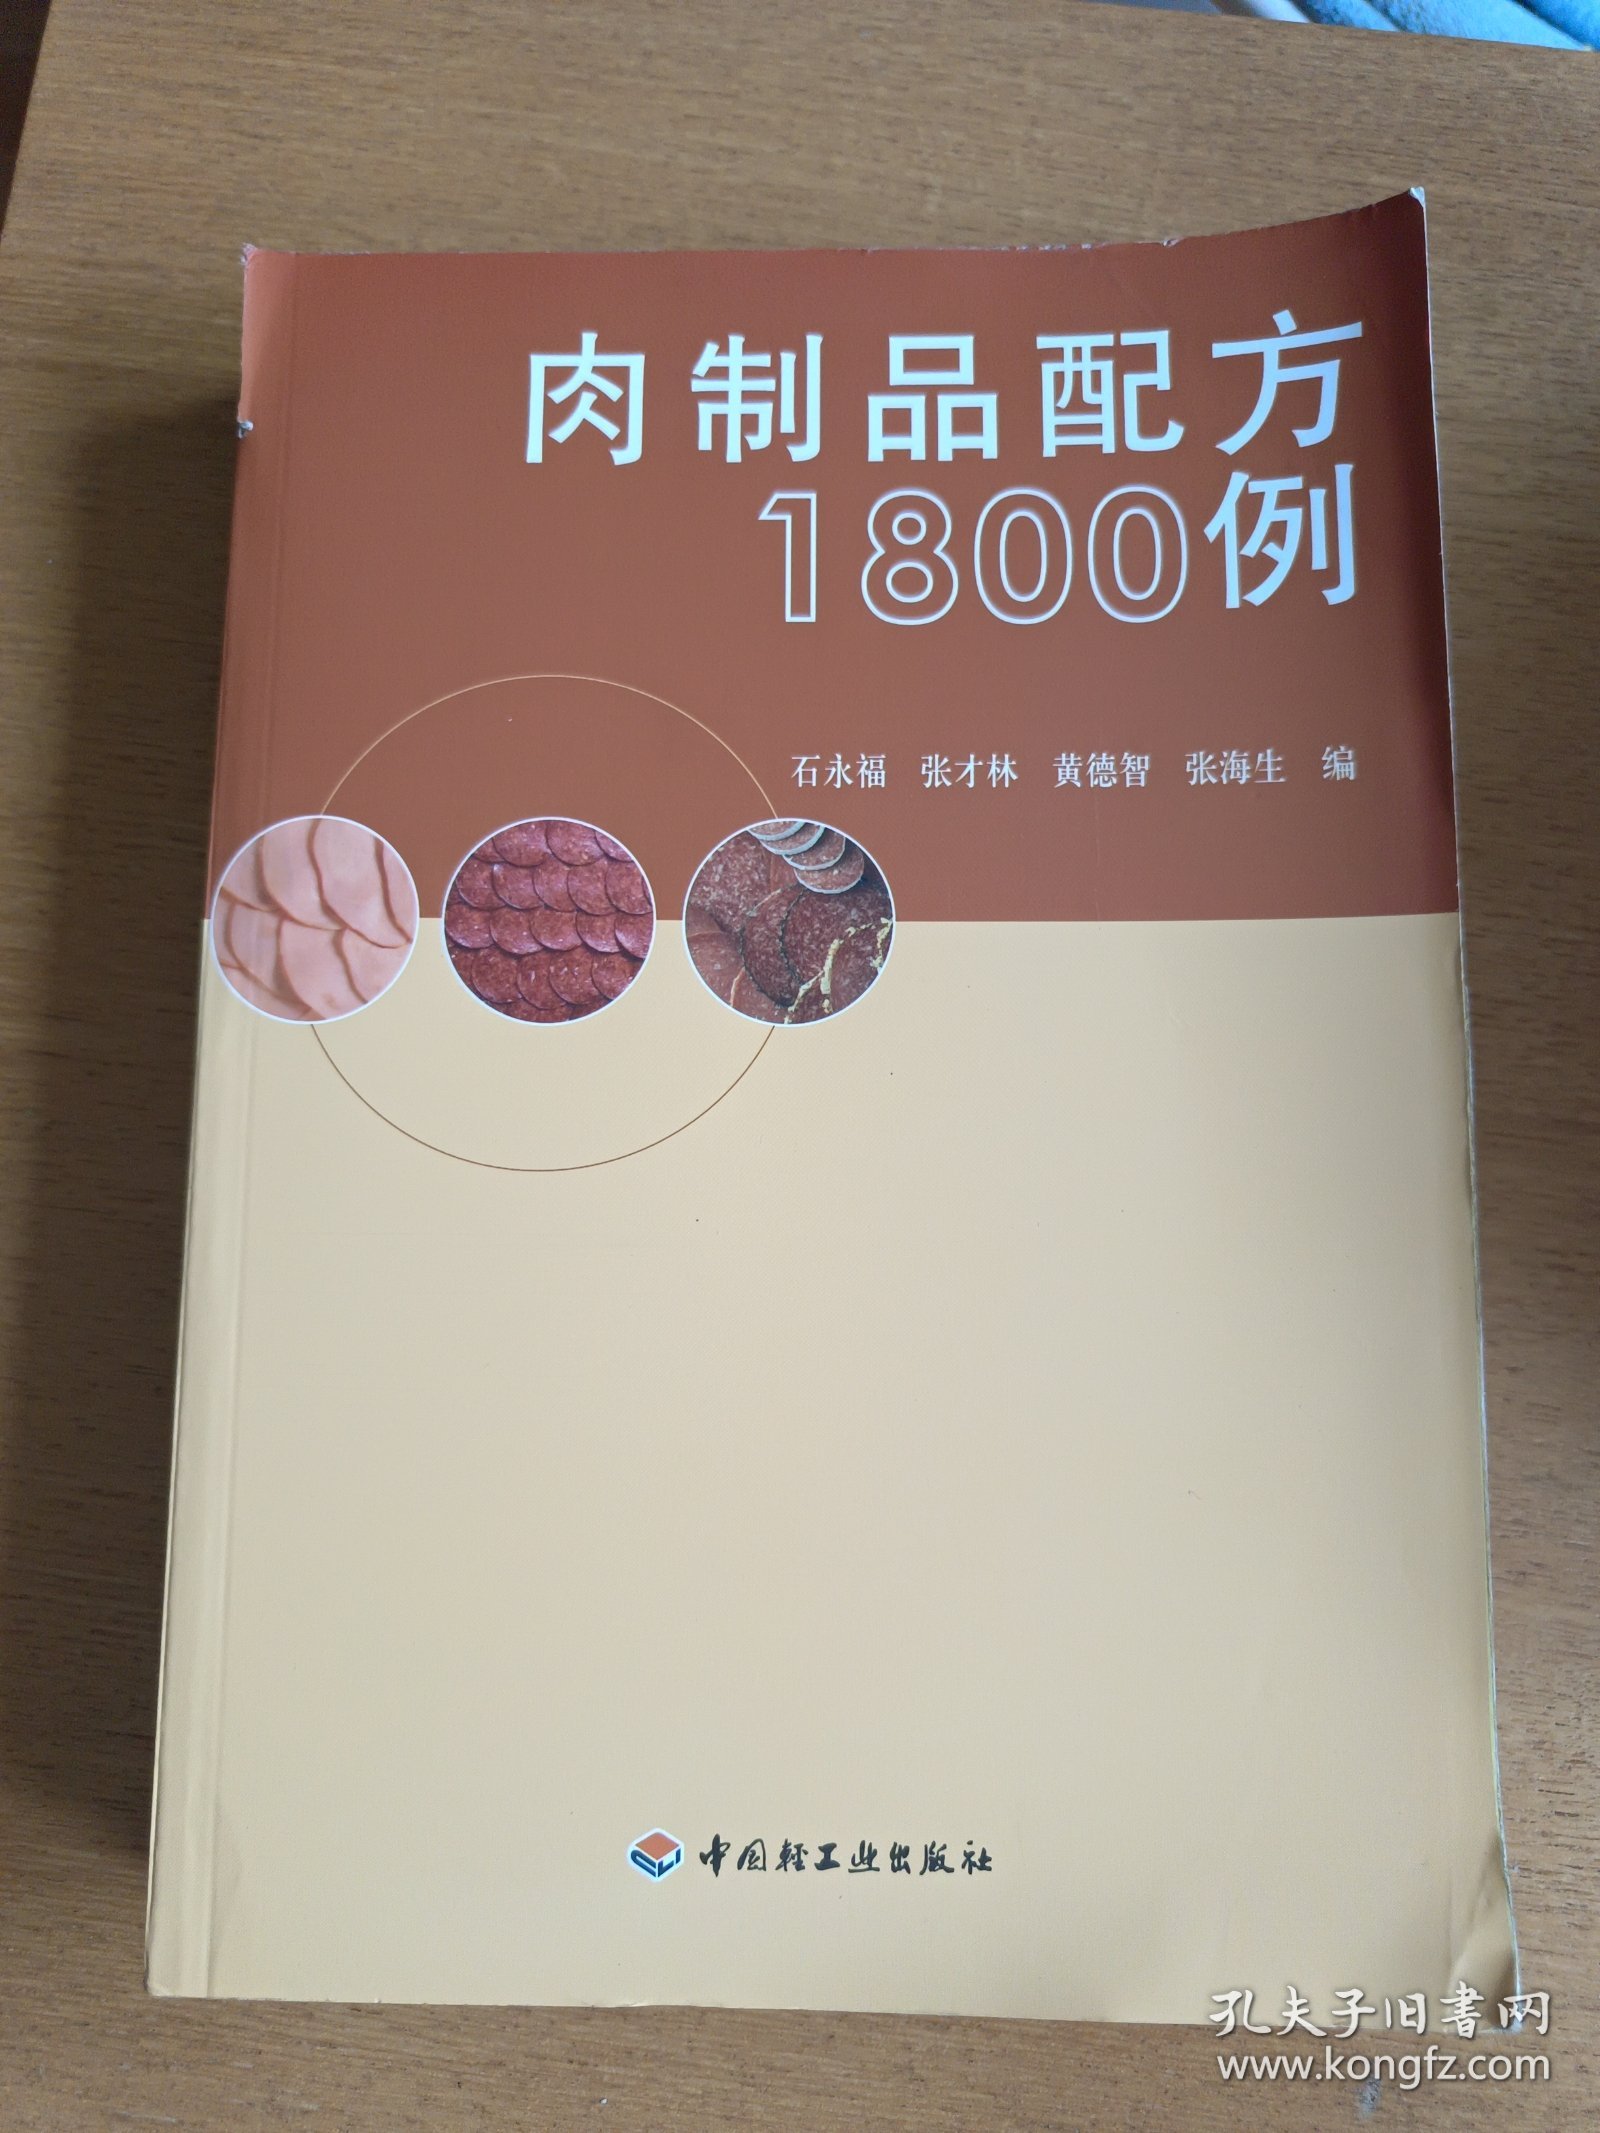 肉制品配方
1800例
石永福 张才林 黄德智 张海生 编
CLI 中国轻工业出版社
孔夫子旧书网
www.kongfz.com